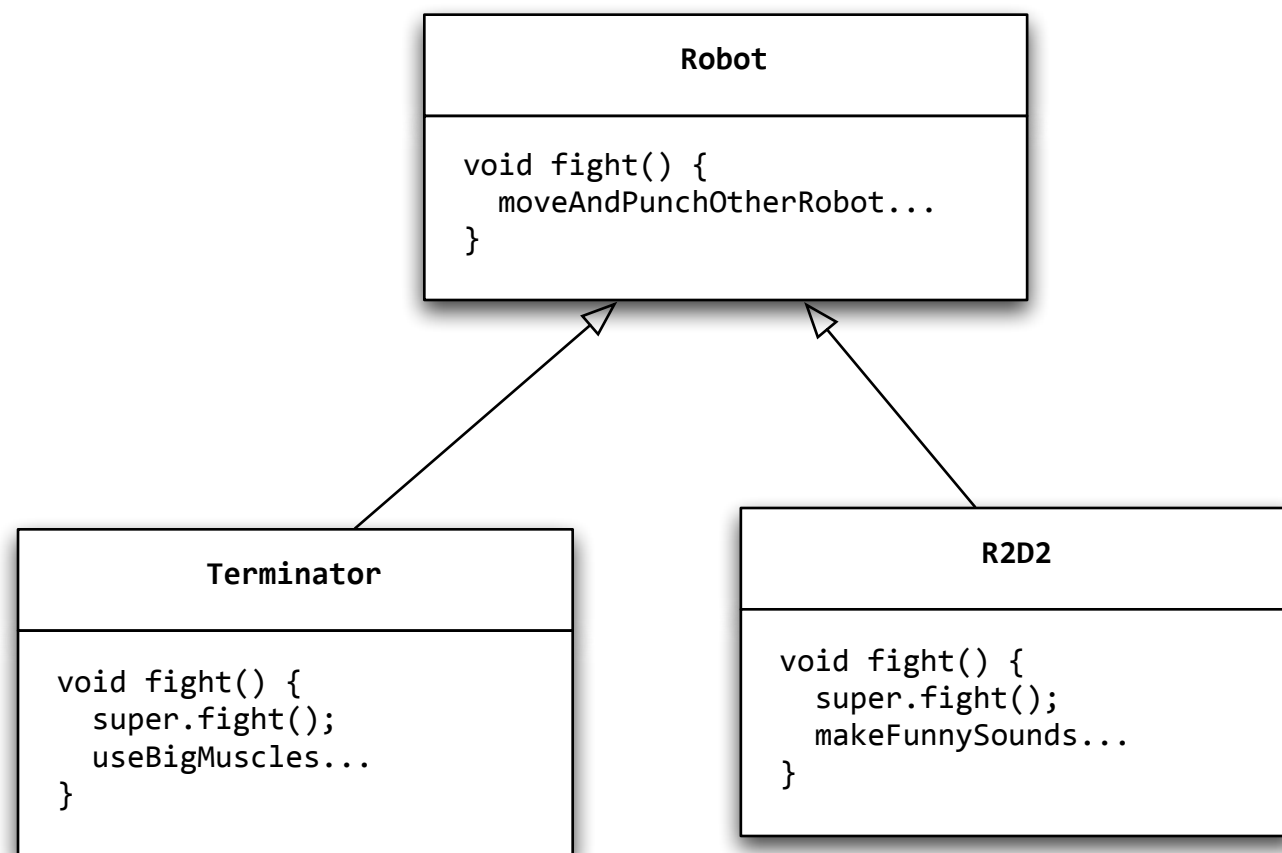 Robot
void fight() {
  moveAndPunchOtherRobot...
}
Terminator
void fight() {
  super.fight();
  useBigMuscles...
}
R2D2
void fight() {
  super.fight();
  makeFunnySounds...
}